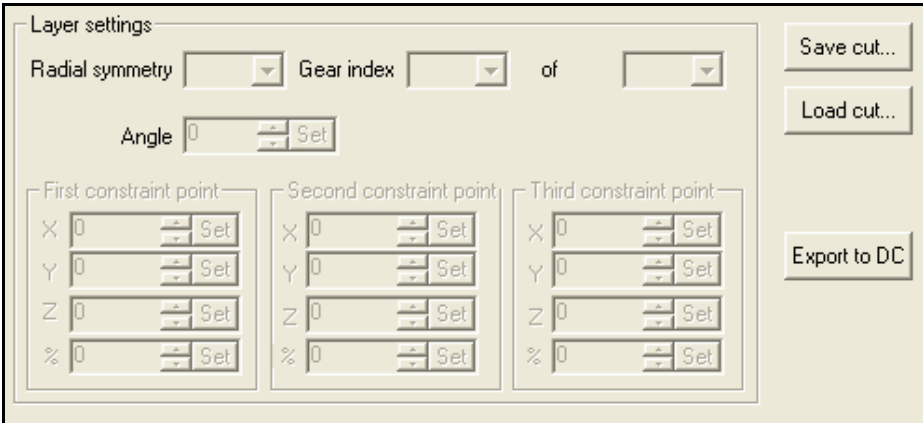 Layer settings
Radial symmetry Gear index of
Angle 0 Set
First constraint point
X 0 Set
Y 0 Set
Z 0 Set
% 0 Set
Second constraint point
X 0 Set
Y 0 Set
Z 0 Set
% 0 Set
Third constraint point
X 0 Set
Y 0 Set
Z 0 Set
% 0 Set
Save cut...
Load cut...
Export to DC